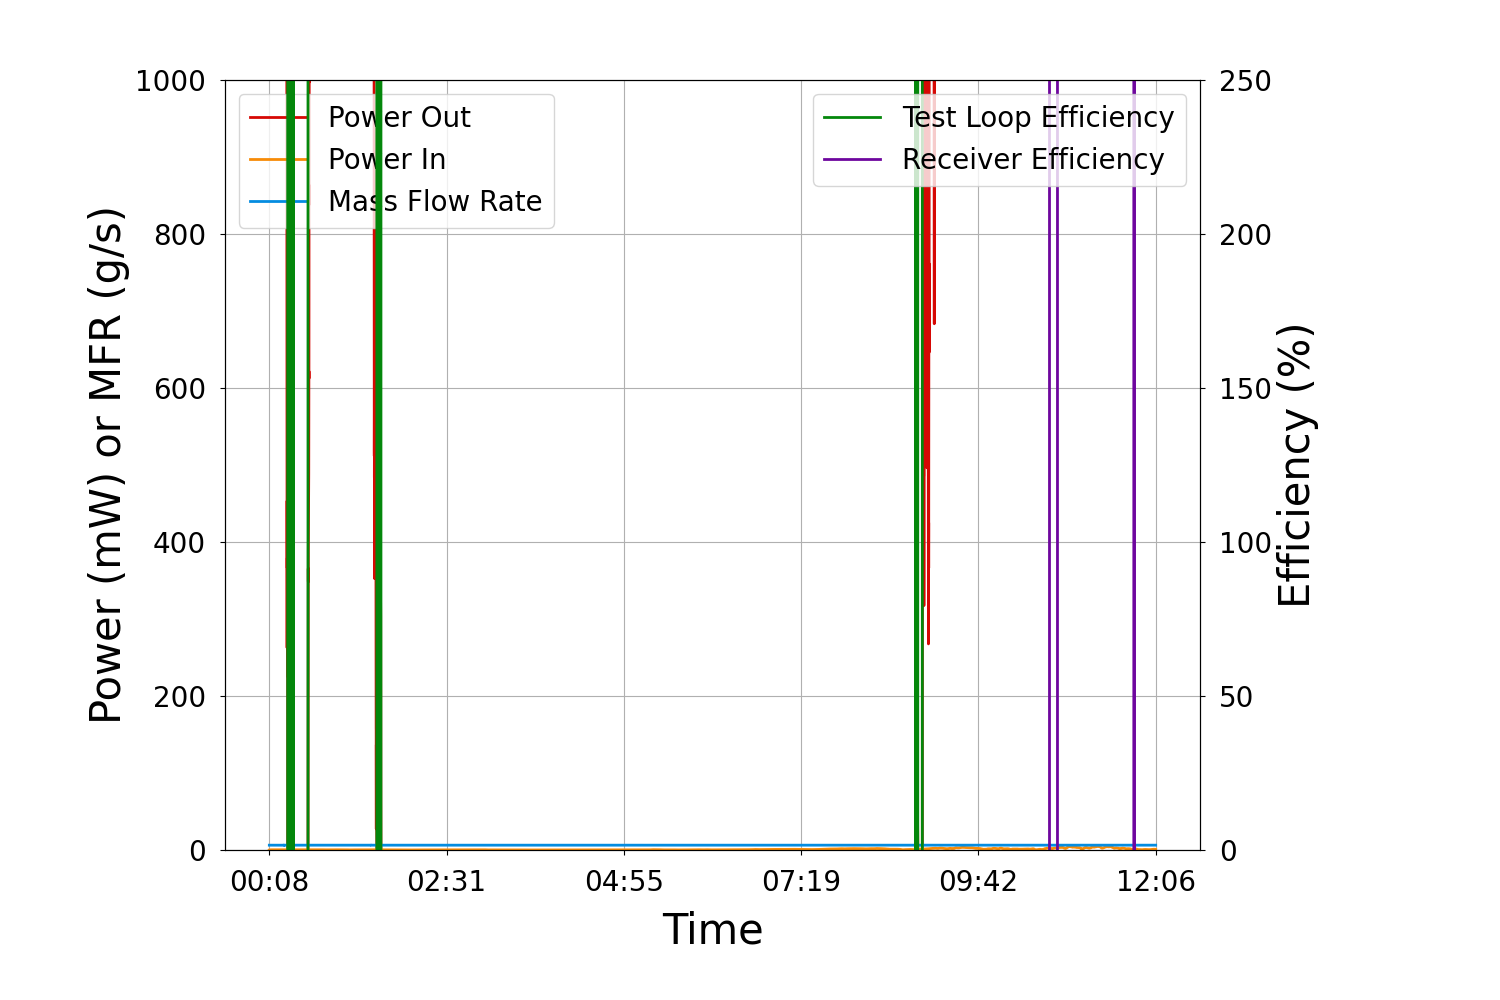 1000
800
600
400
200
0
Power (mW) or MFR (g/s)
Power Out
Power In
Mass Flow Rate
Test Loop Efficiency
Receiver Efficiency
250
200
150
100
50
0
Efficiency (%)
00:08 02:31 04:55 07:19 09:42 12:06
Time